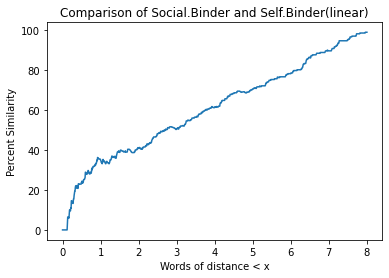 Comparison of Social.Binder and Self.Binder(linear)
Percent Similarity
100
80
60
40
20
0
0 1 2 3 4 5 6 7 8
Words of distance < x